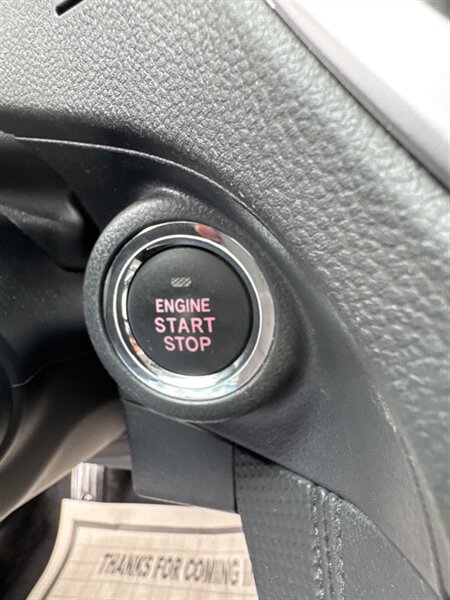 ENGINE
START
STOP
THANKS FOR COMING